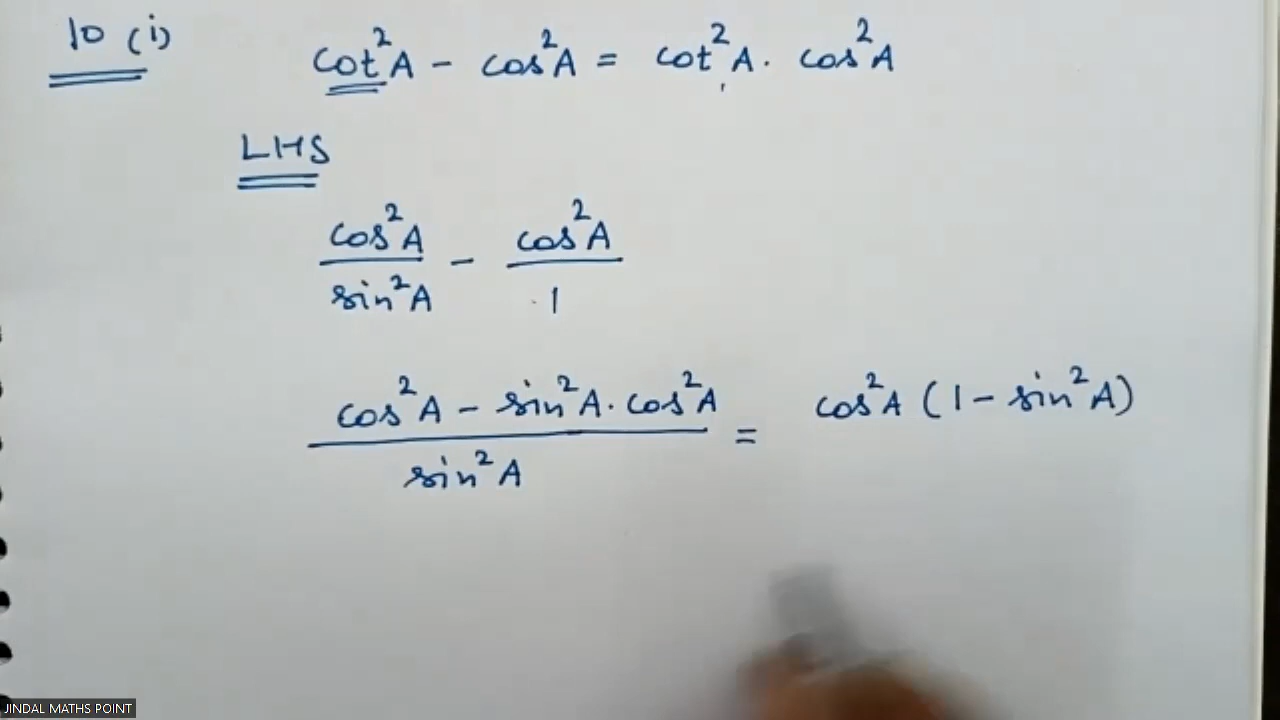 10 (i) cot²A - cos²A = cot²A . cos²A
LHS
cos²A/sin²A - cos²A/1
(cos²A - sin²A.cos²A)/sin²A = cos²A (1 - sin²A)
JINDAL MATHS POINT